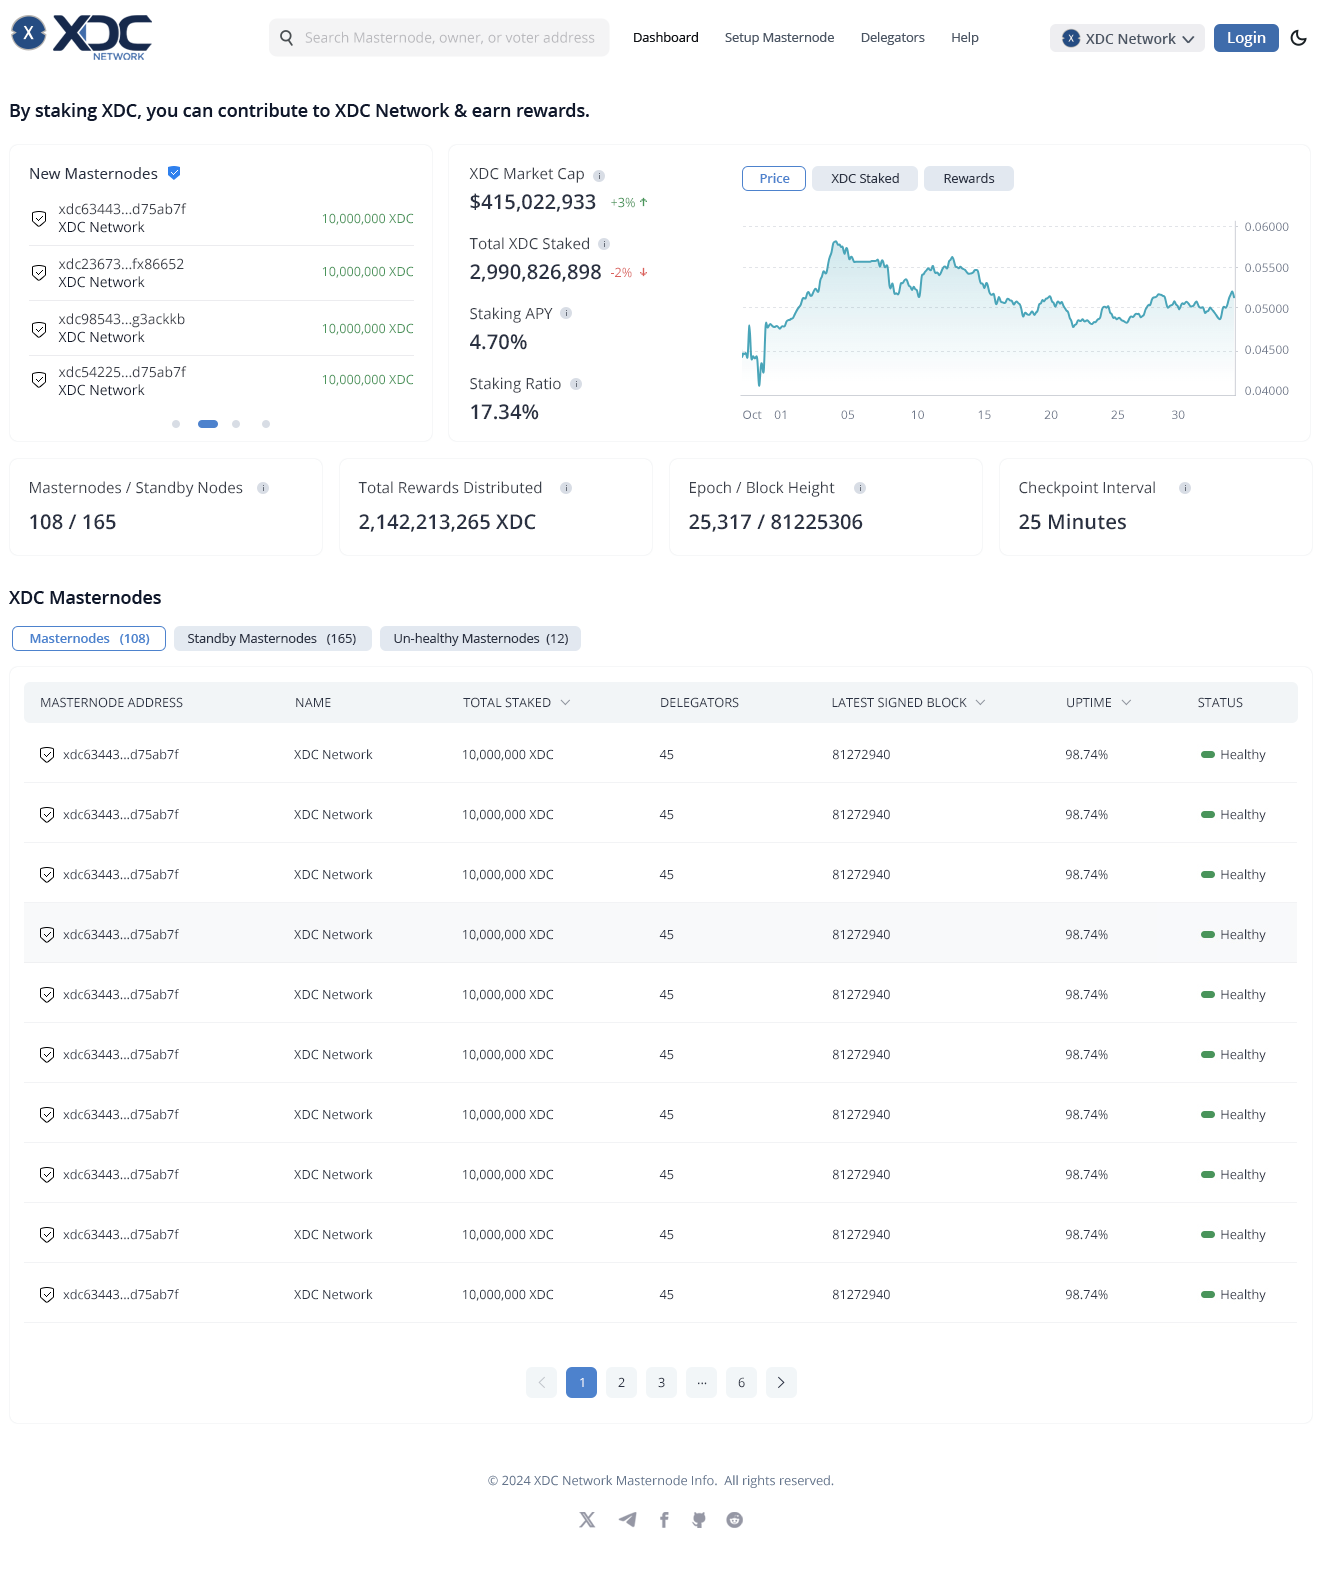 X XDC
NETWORK
Search Masternode, owner, or voter address
Dashboard
Setup Masternode
Delegators
Help
X XDC Network
Login
By staking XDC, you can contribute to XDC Network & earn rewards.
New Masternodes
xdc63443...d75ab7f
XDC Network
10,000,000 XDC
xdc23673...fx86652
XDC Network
10,000,000 XDC
xdc98543...g3ackkb
XDC Network
10,000,000 XDC
xdc54225...d75ab7f
XDC Network
10,000,000 XDC
XDC Market Cap i
$415,022,933 +3% ↑
Total XDC Staked i
2,990,826,898 -2% ↓
Staking APY i
4.70%
Staking Ratio i
17.34%
Price
XDC Staked
Rewards
0.06000
0.05500
0.05000
0.04500
0.04000
Oct 01 05 10 15 20 25 30
Masternodes / Standby Nodes i
108 / 165
Total Rewards Distributed i
2,142,213,265 XDC
Epoch / Block Height i
25,317 / 81225306
Checkpoint Interval i
25 Minutes
XDC Masternodes
Masternodes (108)
Standby Masternodes (165)
Un-healthy Masternodes (12)
MASTERNODE ADDRESS NAME TOTAL STAKED DELEGATORS LATEST SIGNED BLOCK UPTIME STATUS
xdc63443...d75ab7f XDC Network 10,000,000 XDC 45 81272940 98.74% Healthy
xdc63443...d75ab7f XDC Network 10,000,000 XDC 45 81272940 98.74% Healthy
xdc63443...d75ab7f XDC Network 10,000,000 XDC 45 81272940 98.74% Healthy
xdc63443...d75ab7f XDC Network 10,000,000 XDC 45 81272940 98.74% Healthy
xdc63443...d75ab7f XDC Network 10,000,000 XDC 45 81272940 98.74% Healthy
xdc63443...d75ab7f XDC Network 10,000,000 XDC 45 81272940 98.74% Healthy
xdc63443...d75ab7f XDC Network 10,000,000 XDC 45 81272940 98.74% Healthy
xdc63443...d75ab7f XDC Network 10,000,000 XDC 45 81272940 98.74% Healthy
xdc63443...d75ab7f XDC Network 10,000,000 XDC 45 81272940 98.74% Healthy
xdc63443...d75ab7f XDC Network 10,000,000 XDC 45 81272940 98.74% Healthy
< 1 2 3 ... 6 >
© 2024 XDC Network Masternode Info. All rights reserved.